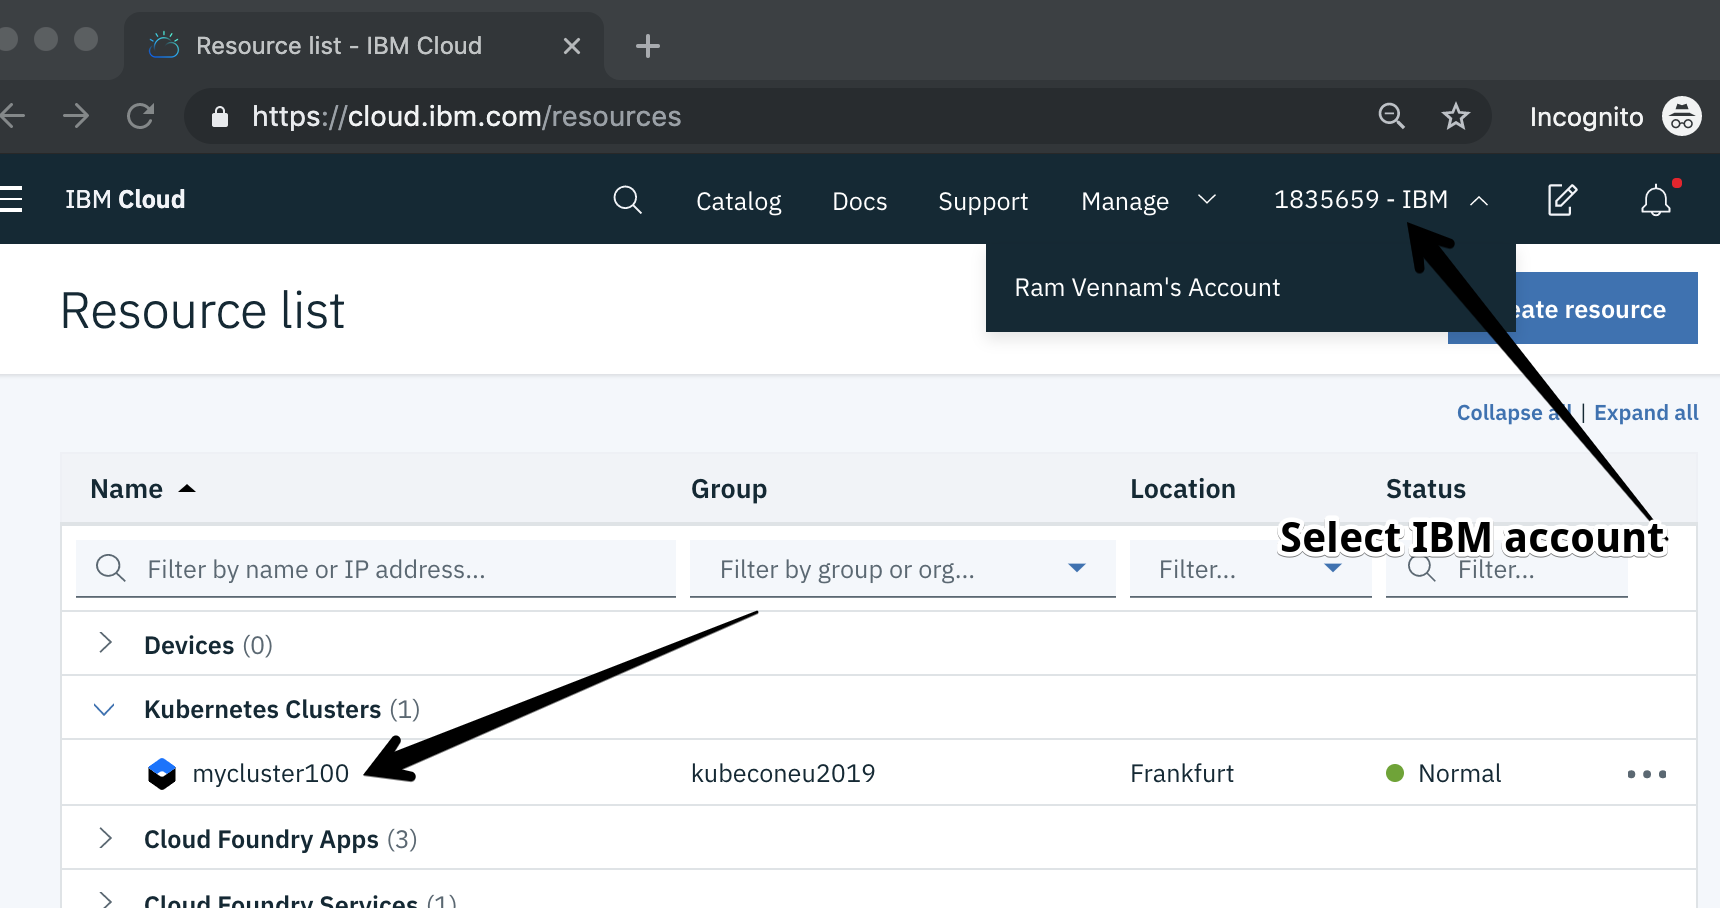 Resource list - IBM Cloud
https://cloud.ibm.com/resources
Incognito
IBM Cloud
Catalog
Docs
Support
Manage
1835659 - IBM
Ram Vennam's Account
Resource list
eate resource
Collapse all | Expand all
Name
Group
Location
Status
Select IBM account
Filter by name or IP address...
Filter by group or org...
Filter...
Filter...
Devices (0)
Kubernetes Clusters (1)
mycluster100
kubeconeu2019
Frankfurt
Normal
Cloud Foundry Apps (3)
Cloud Foundry Services (1)